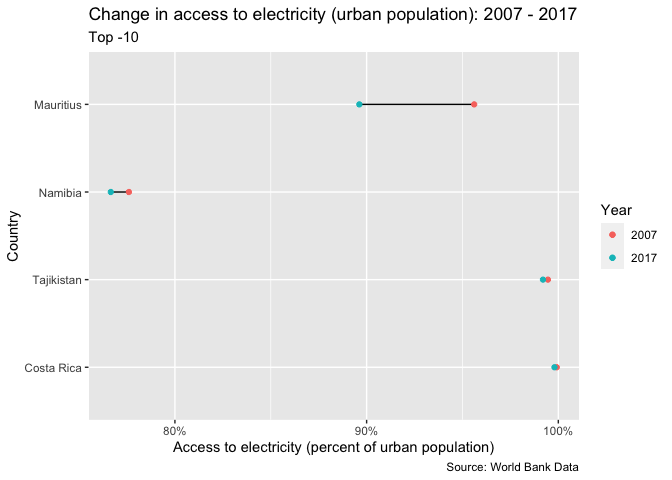 Change in access to electricity (urban population): 2007 - 2017
Top -10
Mauritius
Namibia
Tajikistan
Costa Rica
Country
80%
90%
100%
Access to electricity (percent of urban population)
Source: World Bank Data
Year
2007
2017